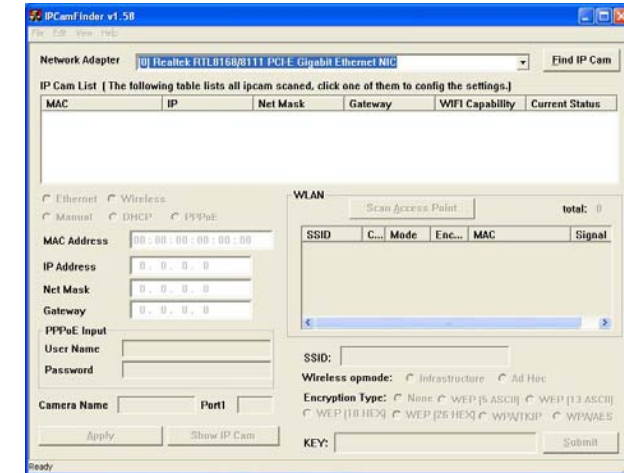 IPCamFinder v1.58
File Edit View Help
Network Adapter [0] Realtek RTL8168/8111 PCI-E Gigabit Ethernet NIC Find IP Cam
IP Cam List ( The following table lists all ipcam scaned, click one of them to config the settings.)
MAC IP Net Mask Gateway WIFI Capability Current Status
Ethernet Wireless
Manual DHCP PPPoE
MAC Address 00:00:00:00:00:00
IP Address 0. 0. 0. 0
Net Mask 0. 0. 0. 0
Gateway 0. 0. 0. 0
PPPoE Input
User Name
Password
Camera Name Port1
Apply Show IP Cam
WLAN
Scan Access Point total: 0
SSID C... Mode Enc... MAC Signal
SSID:
Wireless opmode: Infrastructure Ad Hoc
Encryption Type: None WEP (5 ASCII) WEP (13 ASCII)
WEP (10 HEX) WEP (26 HEX) WPA/TKIP WPA/AES
KEY: Submit
Ready